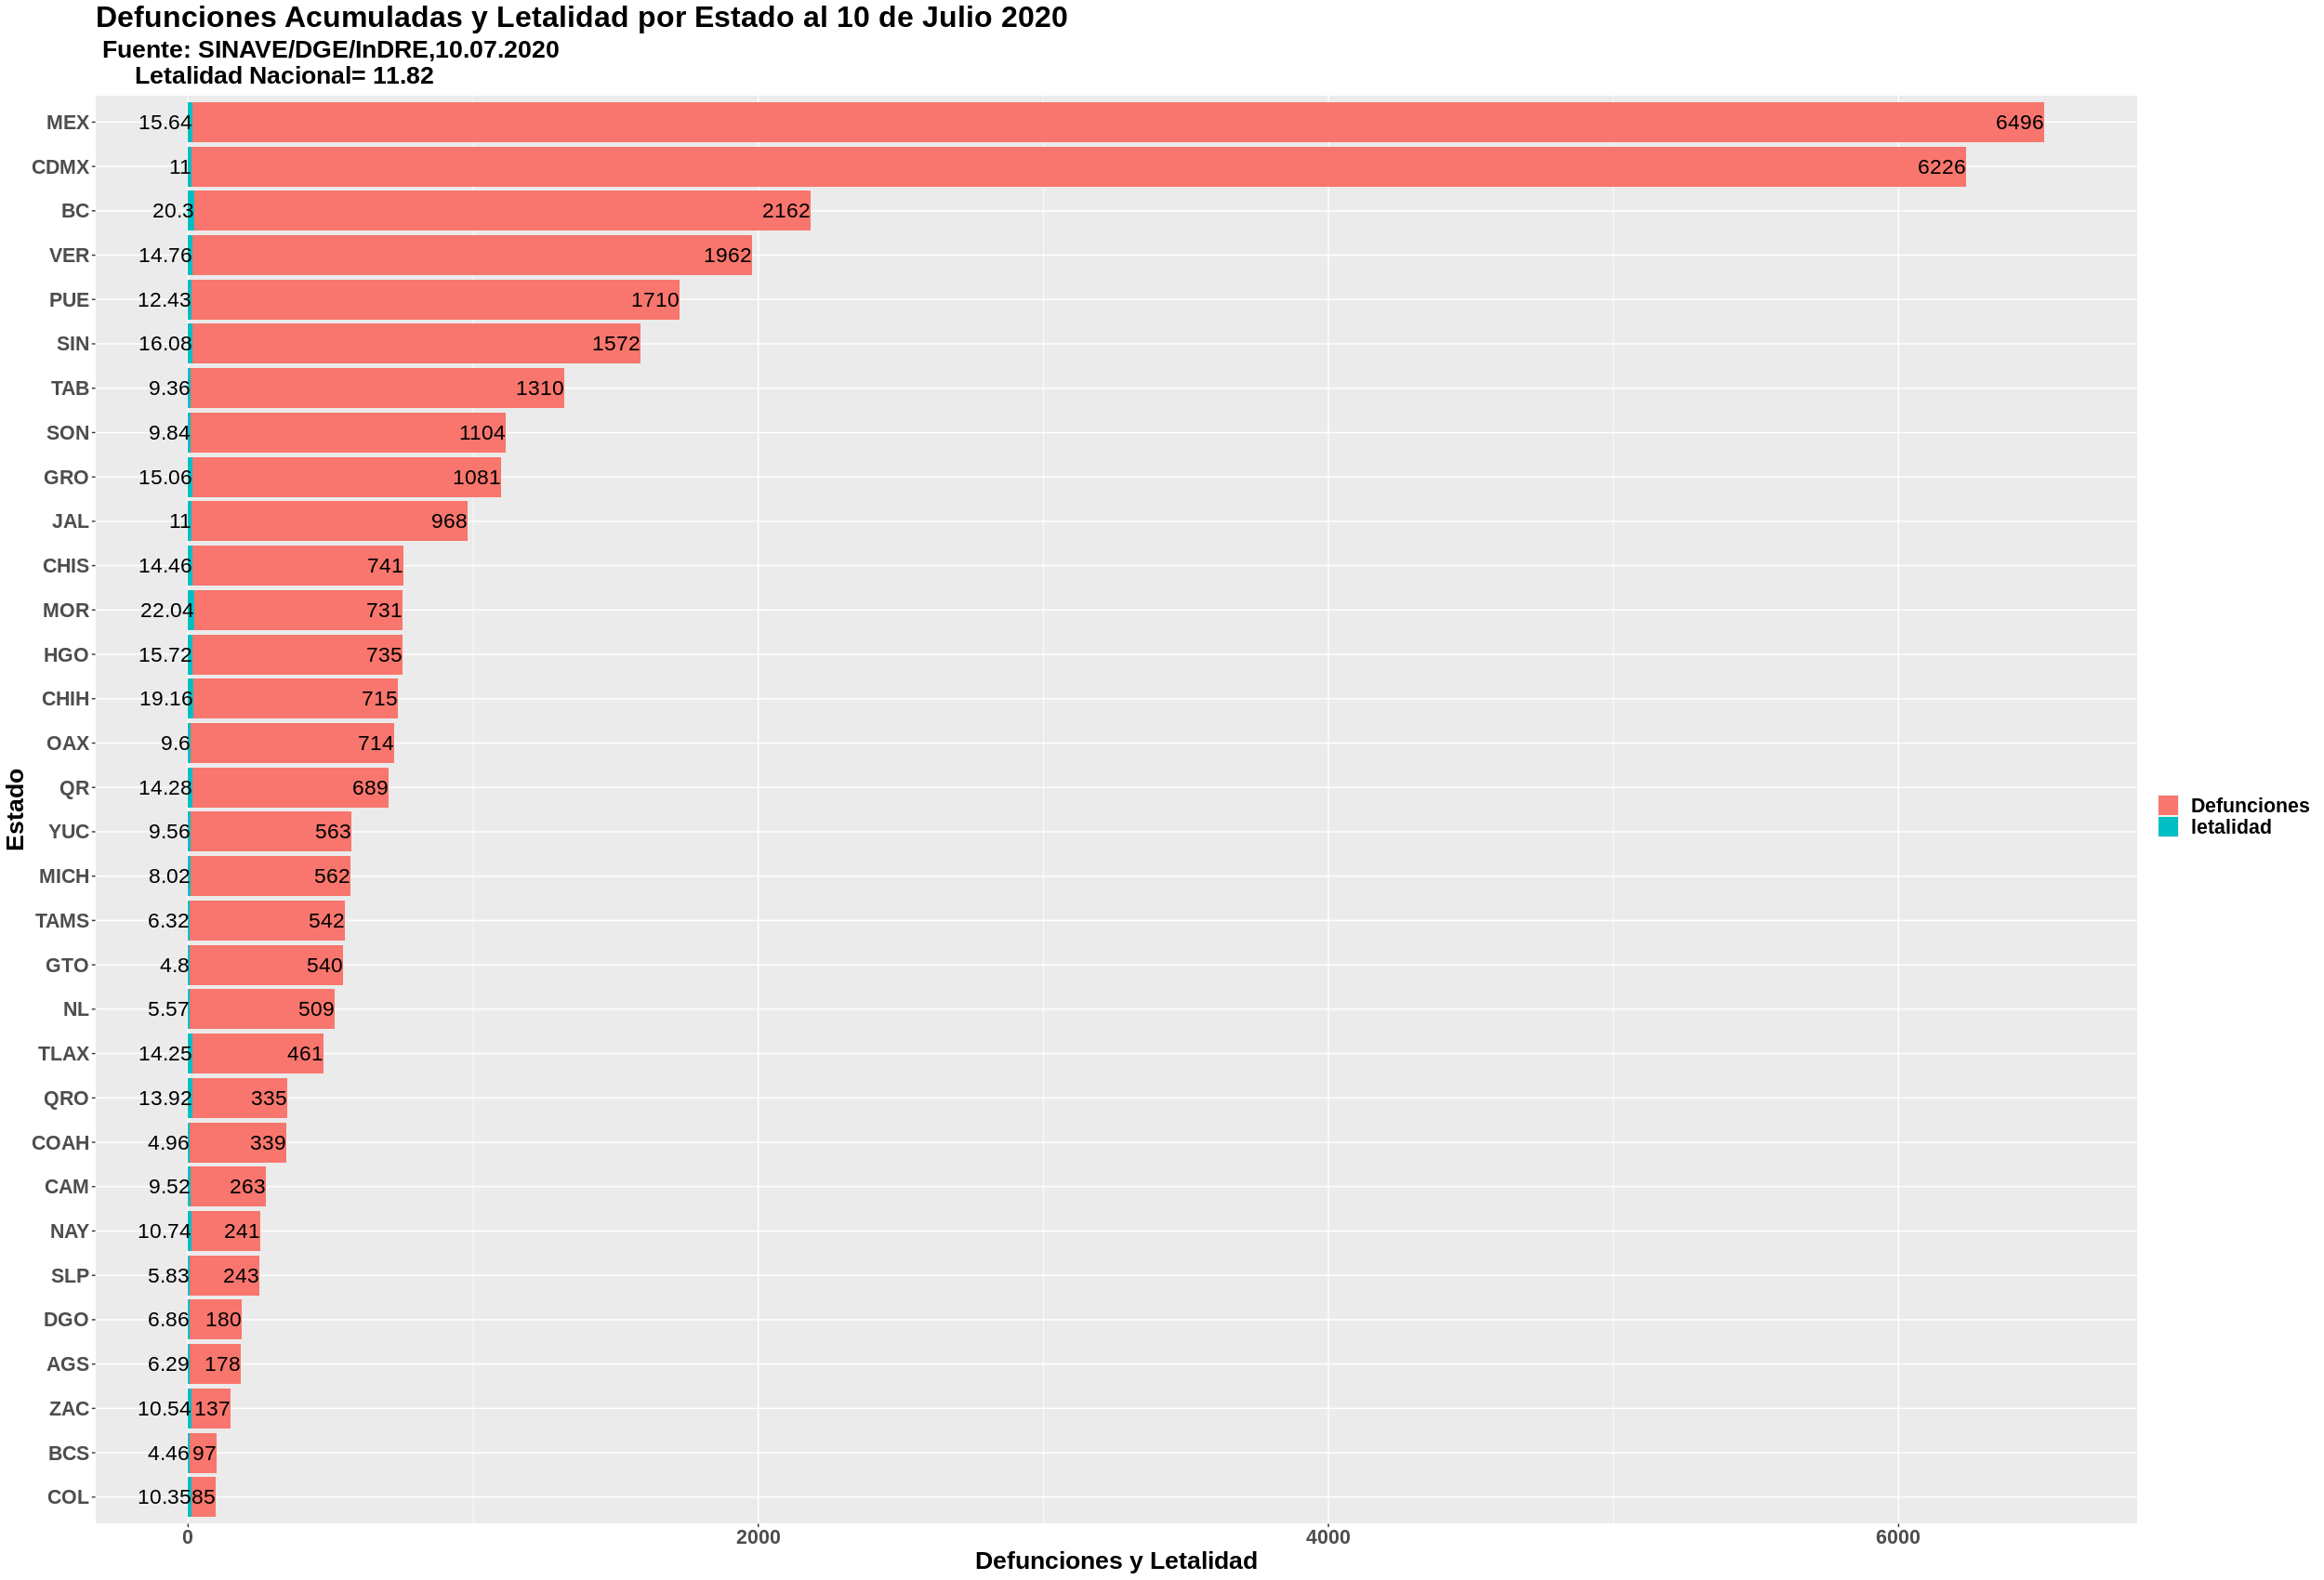 Defunciones Acumuladas y Letalidad por Estado al 10 de Julio 2020
Fuente: SINAVE/DGE/InDRE,10.07.2020
Letalidad Nacional= 11.82
MEX 15.64 6496
CDMX 11 6226
BC 20.3 2162
VER 14.76 1962
PUE 12.43 1710
SIN 16.08 1572
TAB 9.36 1310
SON 9.84 1104
GRO 15.06 1081
JAL 11 968
CHIS 14.46 741
MOR 22.04 731
HGO 15.72 735
CHIH 19.16 715
OAX 9.6 714
QR 14.28 689
YUC 9.56 563
MICH 8.02 562
TAMS 6.32 542
GTO 4.8 540
NL 5.57 509
TLAX 14.25 461
QRO 13.92 335
COAH 4.96 339
CAM 9.52 263
NAY 10.74 241
SLP 5.83 243
DGO 6.86 180
AGS 6.29 178
ZAC 10.54 137
BCS 4.46 97
COL 10.35 85
0 2000 4000 6000
Defunciones y Letalidad
Estado
Defunciones
letalidad